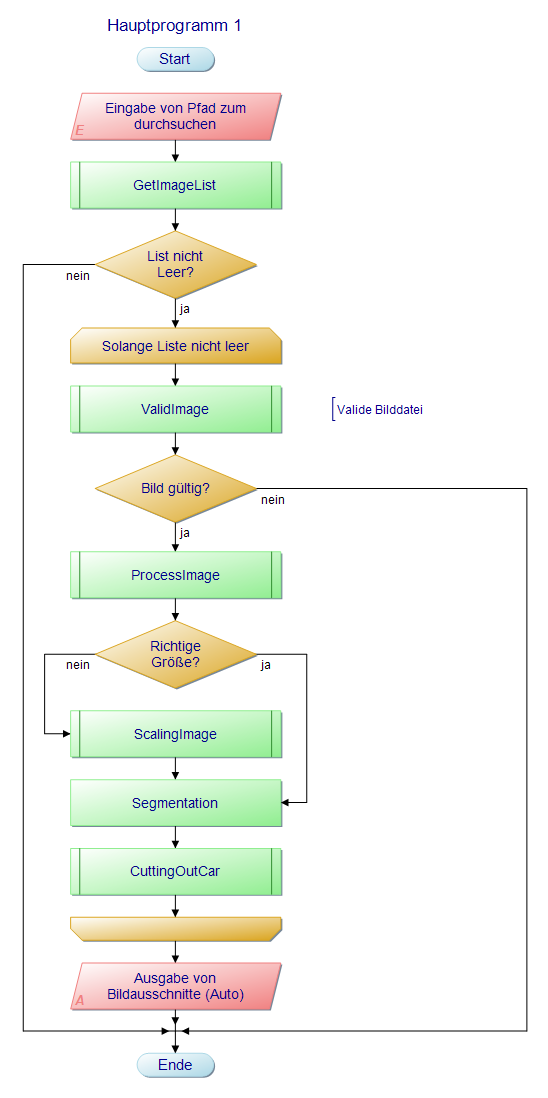 Hauptprogramm 1
Start
Eingabe von Pfad zum
durchsuchen
E
GetImageList
List nicht
Leer?
nein
ja
Solange Liste nicht leer
ValidImage
Valide Bilddatei
Bild gültig?
nein
ja
ProcessImage
Richtige
Größe?
nein
ja
ScalingImage
Segmentation
CuttingOutCar
Ausgabe von
Bildausschnitte (Auto)
A
Ende